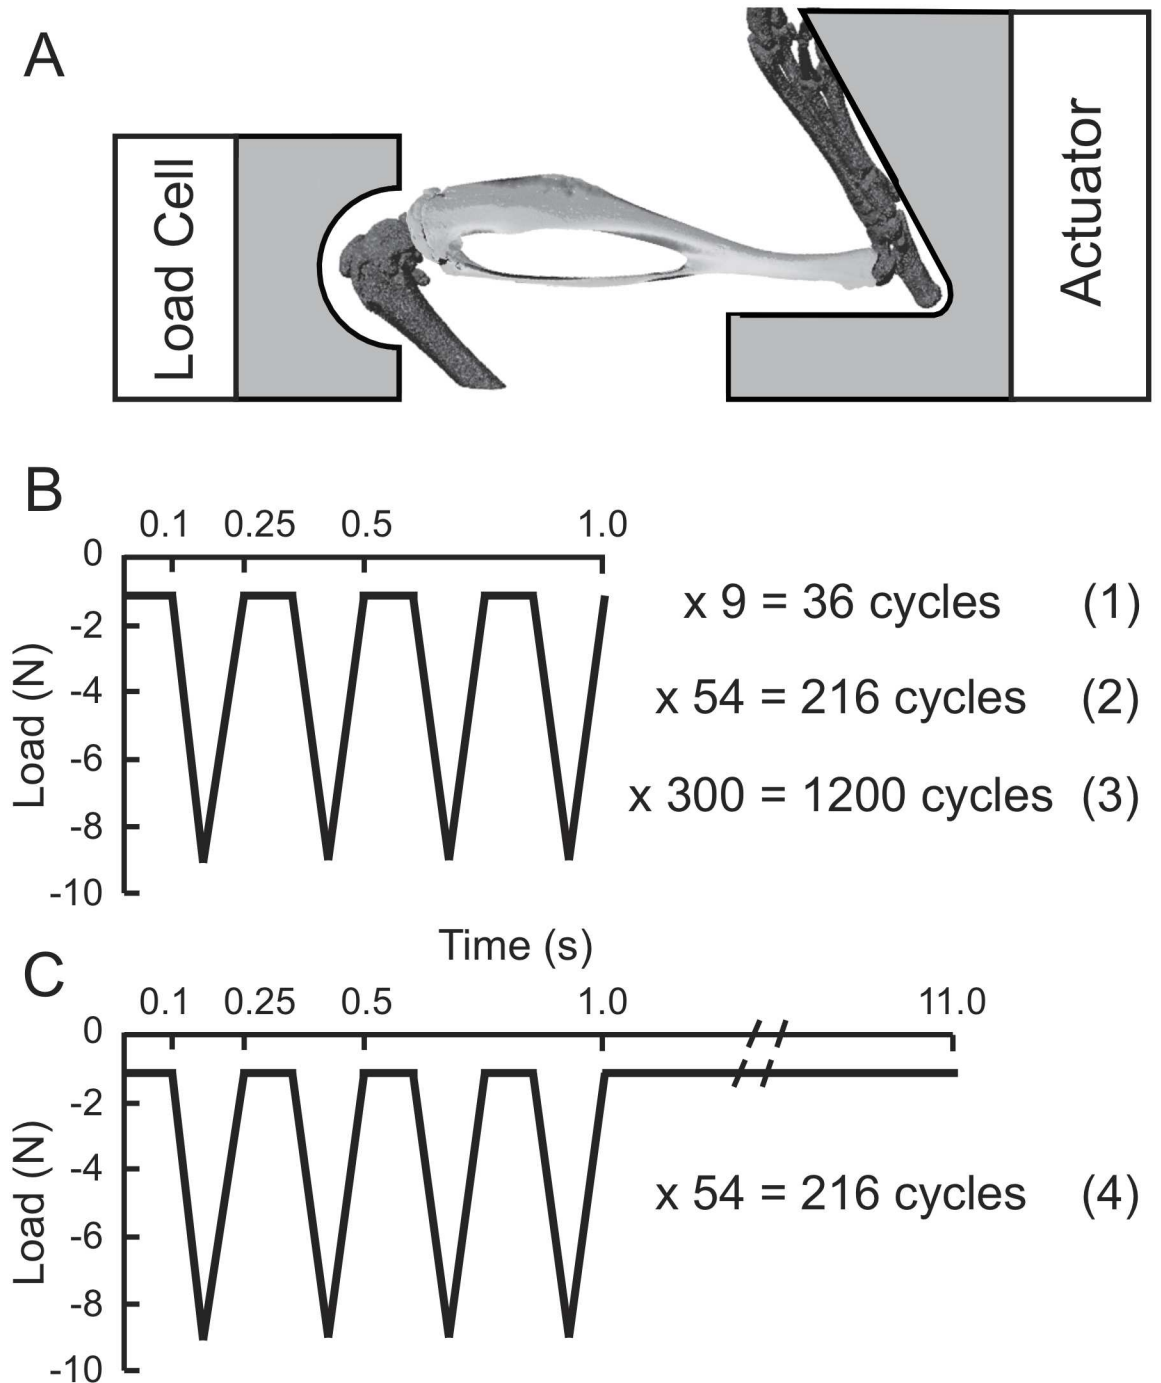 A
Load Cell
Actuator
B
0.1 0.25 0.5 1.0
0
-2
-4
-6
-8
-10
Load (N)
x 9 = 36 cycles (1)
x 54 = 216 cycles (2)
x 300 = 1200 cycles (3)
Time (s)
C
0.1 0.25 0.5 1.0 11.0
0
-2
-4
-6
-8
-10
Load (N)
x 54 = 216 cycles (4)